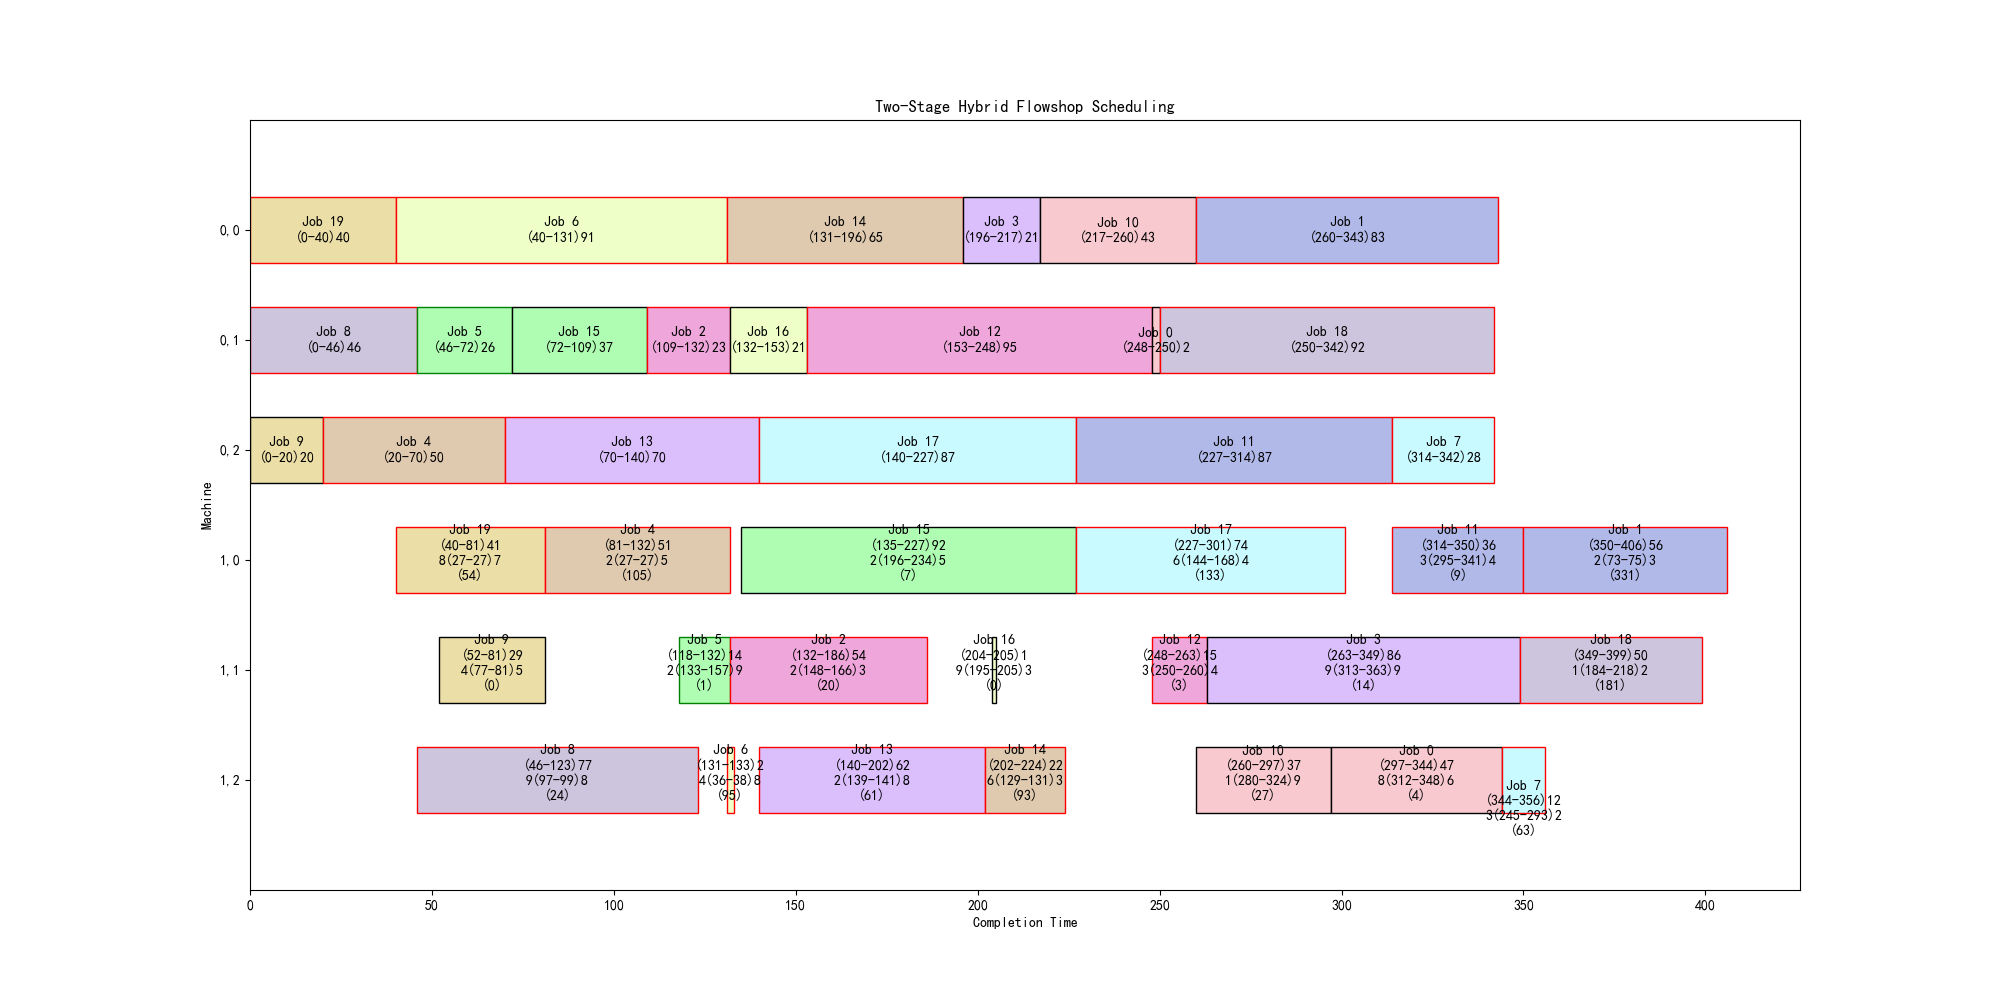 Two-Stage Hybrid Flowshop Scheduling
Machine
0,0
Job 19
(0-40)40
Job 6
(40-131)91
Job 14
(131-196)65
Job 3
(196-217)21
Job 10
(217-260)43
Job 1
(260-343)83
0,1
Job 8
(0-46)46
Job 5
(46-72)26
Job 15
(72-109)37
Job 2
(109-132)23
Job 16
(132-153)21
Job 12
(153-248)95
Job 0
(248-250)2
Job 18
(250-342)92
0,2
Job 9
(0-20)20
Job 4
(20-70)50
Job 13
(70-140)70
Job 17
(140-227)87
Job 11
(227-314)87
Job 7
(314-342)28
1,0
Job 19
(40-81)41
8(27-27)7
(54)
Job 4
(81-132)51
2(27-27)5
(105)
Job 15
(135-227)92
2(196-234)5
(7)
Job 17
(227-301)74
6(144-168)4
(133)
Job 11
(314-350)36
3(295-341)4
(9)
Job 1
(350-406)56
2(73-75)3
(331)
1,1
Job 9
(52-81)29
4(77-81)5
(0)
Job 5
(118-132)14
2(133-157)9
(1)
Job 2
(132-186)54
2(148-166)3
(20)
Job 16
(204-205)1
9(195-205)3
(0)
Job 12
(248-263)15
3(250-260)4
(3)
Job 3
(263-349)86
9(313-363)9
(14)
Job 18
(349-399)50
1(184-218)2
(181)
1,2
Job 8
(46-123)77
9(97-99)8
(24)
Job 6
(131-133)2
4(36-38)8
(95)
Job 13
(140-202)62
2(139-141)8
(61)
Job 14
(202-224)22
6(129-131)3
(93)
Job 10
(260-297)37
1(280-324)9
(27)
Job 0
(297-344)47
8(312-348)6
(4)
Job 7
(344-356)12
3(245-293)2
(63)
0 50 100 150 200 250 300 350 400
Completion Time